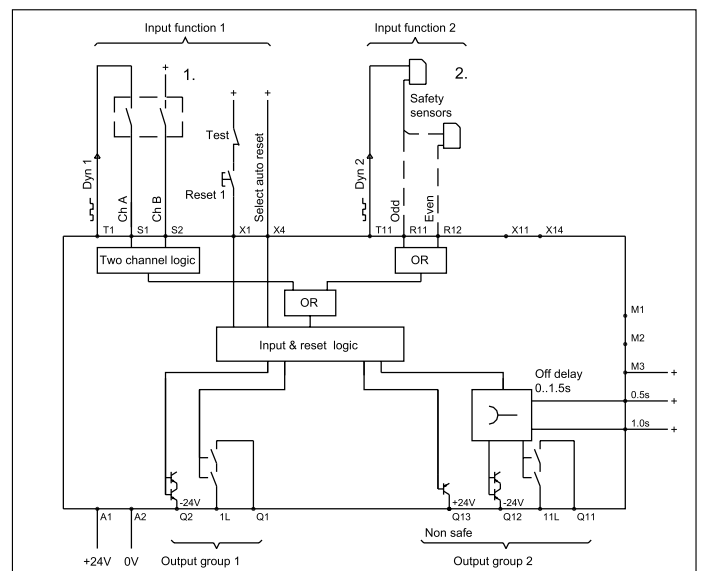 Input function 1
Input function 2
+
1.
2.
+
+
Safety
sensors
Test
Reset 1
Dyn 1
Ch A
Ch B
Select auto reset
Dyn 2
Odd
Even
T1
S1
S2
X1
X4
T11
R11
R12
X11
X14
Two channel logic
OR
OR
Input & reset logic
M1
M2
M3
+
Off delay
0..1.5s
0.5s
+
1.0s
+
-24V
+24V
-24V
A1
A2
Q2
1L
Q1
Q13
Q12
11L
Q11
Non safe
+24V
0V
Output group 1
Output group 2